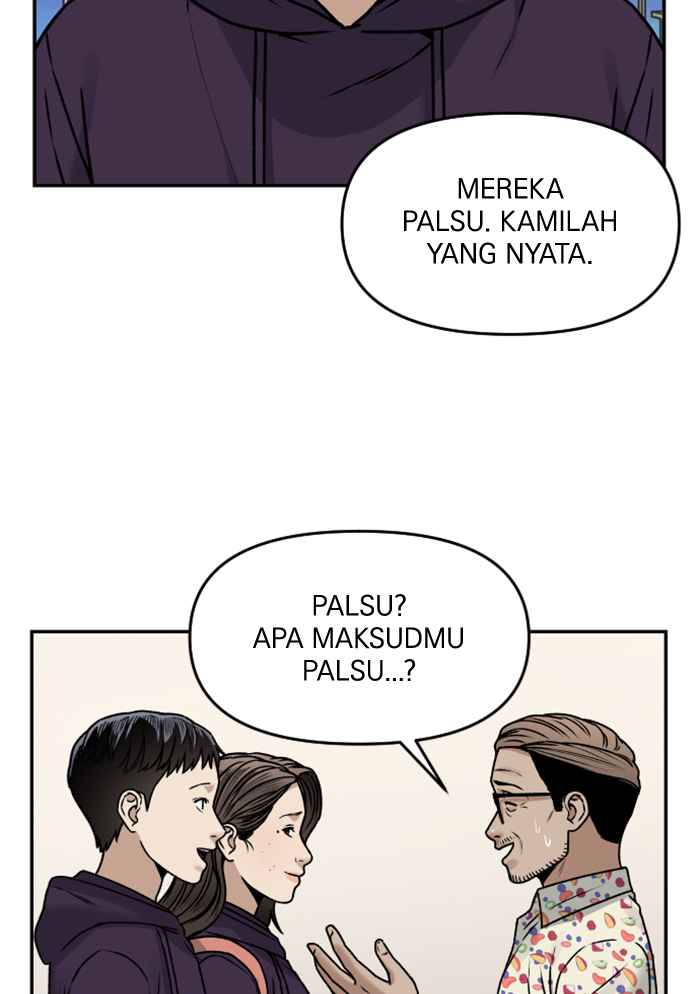 MEREKA
PALSU. KAMILAH
YANG NYATA.
PALSU?
APA MAKSUDMU
PALSU...?